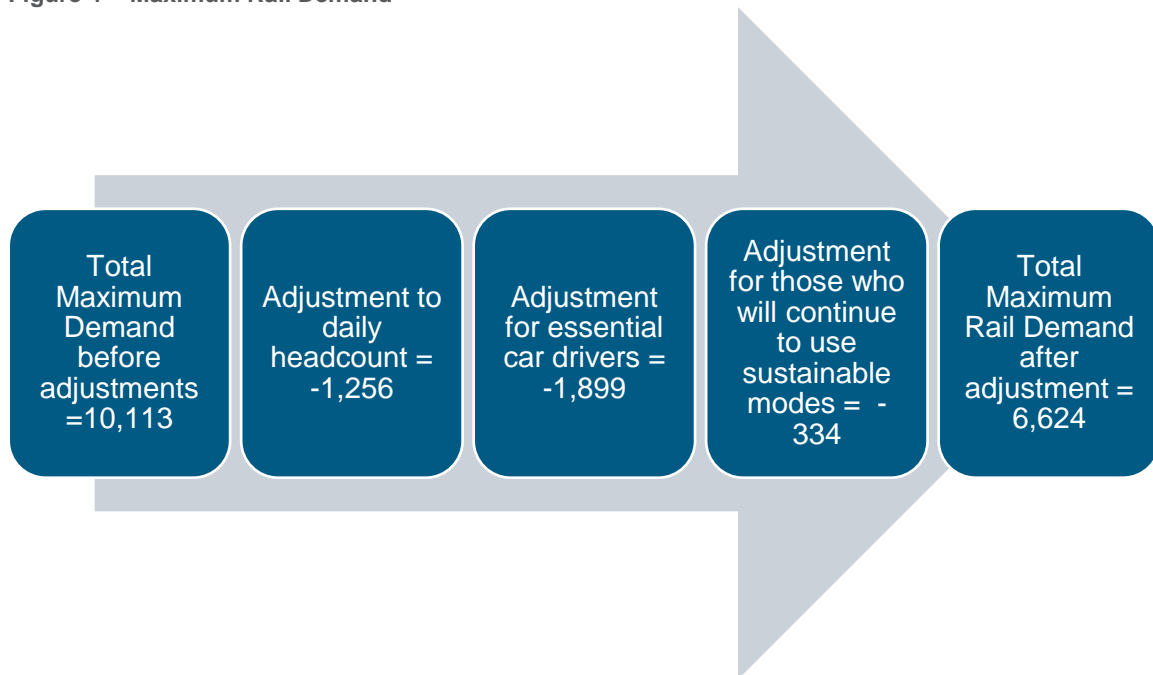 Total
Maximum
Demand
before
adjustments
=10,113
Adjustment to
daily
headcount =
-1,256
Adjustment
for essential
car drivers =
-1,899
Adjustment
for those who
will continue
to use
sustainable
modes =  -
334
Total
Maximum
Rail Demand
after
adjustment =
6,624